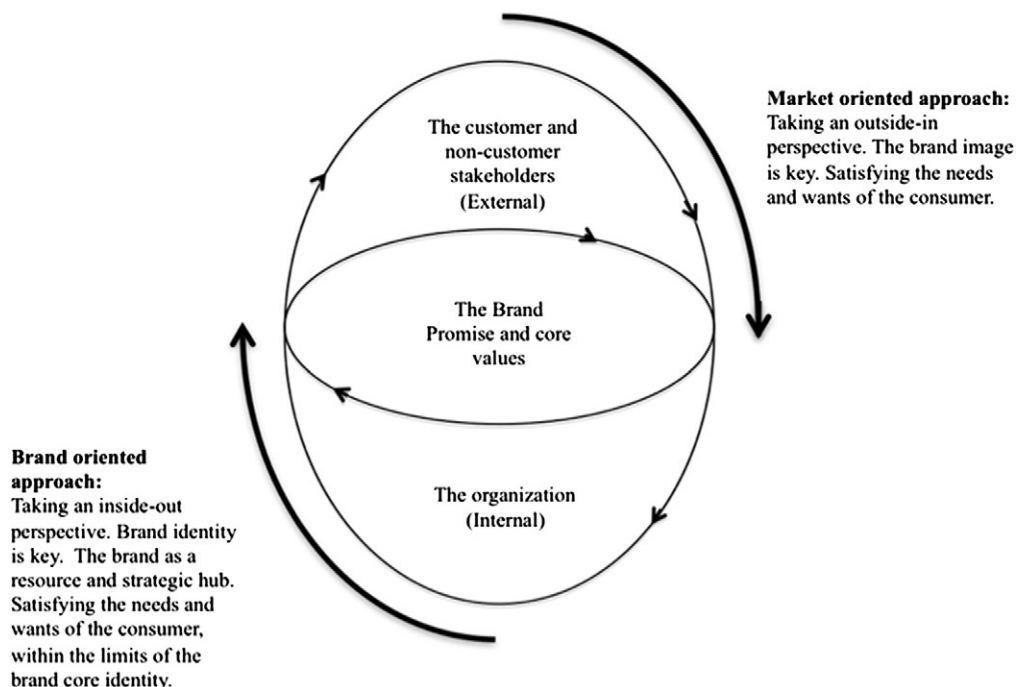 The customer and
non-customer
stakeholders
(External)
Market oriented approach:
Taking an outside-in
perspective. The brand image
is key. Satisfying the needs
and wants of the consumer.
The Brand
Promise and core
values
Brand oriented
approach:
Taking an inside-out
perspective. Brand identity
is key. The brand as a
resource and strategic hub.
Satisfying the needs and
wants of the consumer,
within the limits of the
brand core identity.
The organization
(Internal)